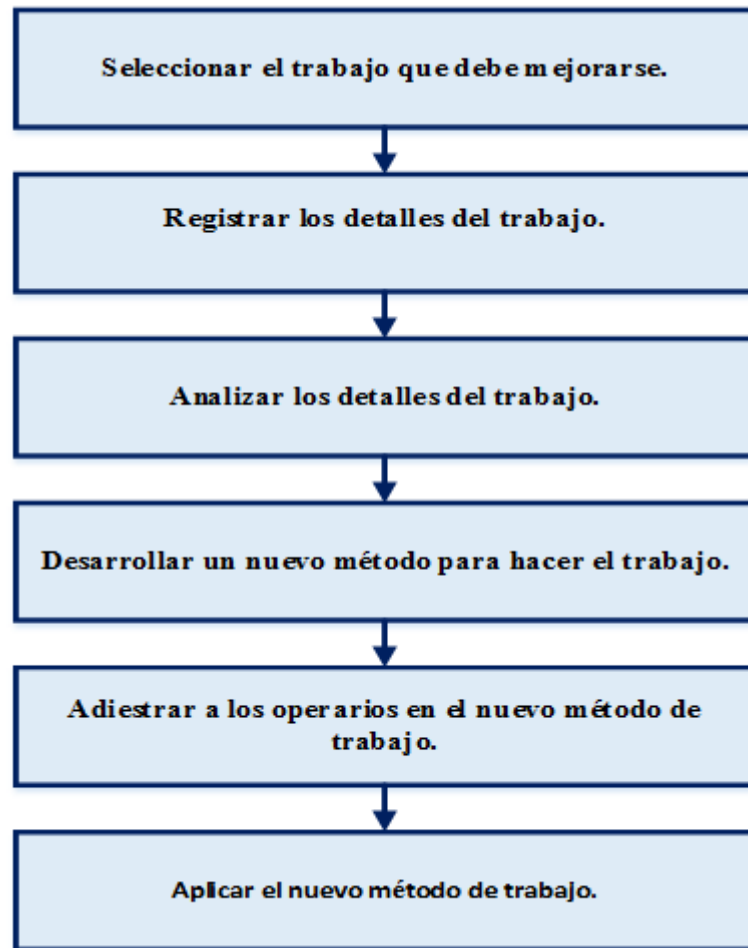 Seleccionar el trabajo que debe mejorarse.
Registrar los detalles del trabajo.
Analizar los detalles del trabajo.
Desarrollar un nuevo método para hacer el trabajo.
Adiestrar a los operarios en el nuevo método de
trabajo.
Aplicar el nuevo método de trabajo.